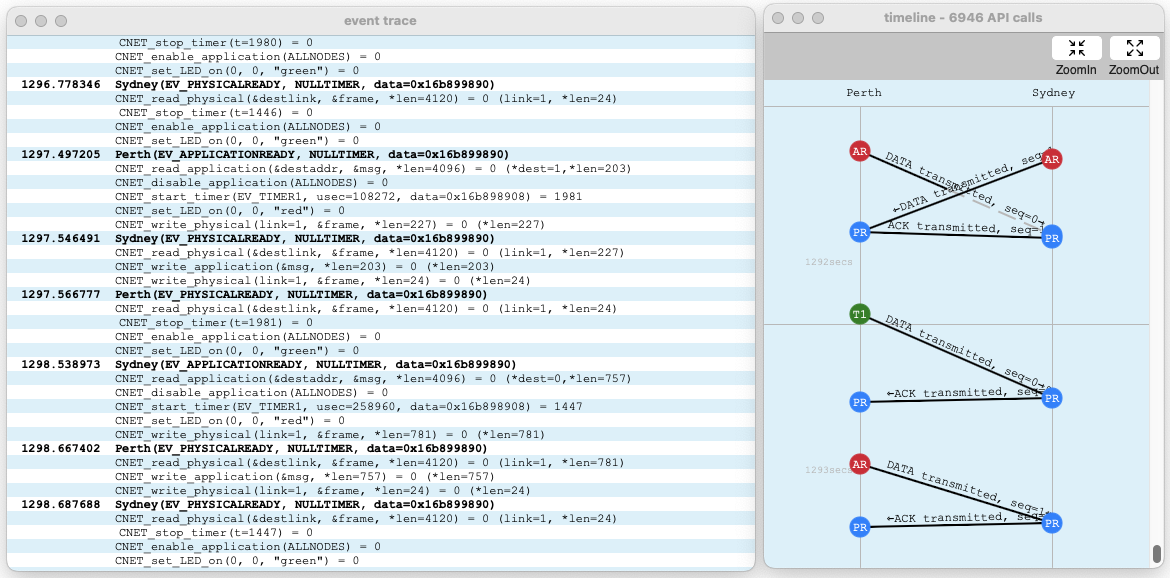 event trace
CNET_stop_timer(t=1980) = 0
CNET_enable_application(ALLNODES) = 0
CNET_set_LED_on(0, 0, "green") = 0
1296.778346 Sydney(EV_PHYSICALREADY, NULLTIMER, data=0x16b899890)
CNET_read_physical(&destlink, &frame, *len=4120) = 0 (link=1, *len=24)
CNET_stop_timer(t=1446) = 0
CNET_enable_application(ALLNODES) = 0
CNET_set_LED_on(0, 0, "green") = 0
1297.497205 Perth(EV_APPLICATIONREADY, NULLTIMER, data=0x16b899890)
CNET_read_application(&destaddr, &msg, *len=4096) = 0 (*dest=1,*len=203)
CNET_disable_application(ALLNODES) = 0
CNET_start_timer(EV_TIMER1, usec=108272, data=0x16b898908) = 1981
CNET_set_LED_on(0, 0, "red") = 0
CNET_write_physical(link=1, &frame, *len=227) = 0 (*len=227)
1297.546491 Sydney(EV_PHYSICALREADY, NULLTIMER, data=0x16b899890)
CNET_read_physical(&destlink, &frame, *len=4120) = 0 (link=1, *len=227)
CNET_write_application(&msg, *len=203) = 0 (*len=203)
CNET_write_physical(link=1, &frame, *len=24) = 0 (*len=24)
1297.566777 Perth(EV_PHYSICALREADY, NULLTIMER, data=0x16b899890)
CNET_read_physical(&destlink, &frame, *len=4120) = 0 (link=1, *len=24)
CNET_stop_timer(t=1981) = 0
CNET_enable_application(ALLNODES) = 0
CNET_set_LED_on(0, 0, "green") = 0
1298.538973 Sydney(EV_APPLICATIONREADY, NULLTIMER, data=0x16b899890)
CNET_read_application(&destaddr, &msg, *len=4096) = 0 (*dest=0,*len=757)
CNET_disable_application(ALLNODES) = 0
CNET_start_timer(EV_TIMER1, usec=258960, data=0x16b898908) = 1447
CNET_set_LED_on(0, 0, "red") = 0
CNET_write_physical(link=1, &frame, *len=781) = 0 (*len=781)
1298.667402 Perth(EV_PHYSICALREADY, NULLTIMER, data=0x16b899890)
CNET_read_physical(&destlink, &frame, *len=4120) = 0 (link=1, *len=781)
CNET_write_application(&msg, *len=757) = 0 (*len=757)
CNET_write_physical(link=1, &frame, *len=24) = 0 (*len=24)
1298.687688 Sydney(EV_PHYSICALREADY, NULLTIMER, data=0x16b899890)
CNET_read_physical(&destlink, &frame, *len=4120) = 0 (link=1, *len=24)
CNET_stop_timer(t=1447) = 0
CNET_enable_application(ALLNODES) = 0
CNET_set_LED_on(0, 0, "green") = 0
timeline - 6946 API calls
ZoomIn ZoomOut
Perth Sydney
AR AR
DATA transmitted, seq=0→
←DATA transmitted,
PR PR
ACK transmitted,
1292secs
T1
DATA transmitted, seq=0→
←ACK transmitted,
PR PR
1293secs
AR
DATA transmitted,
←ACK transmitted,
PR PR